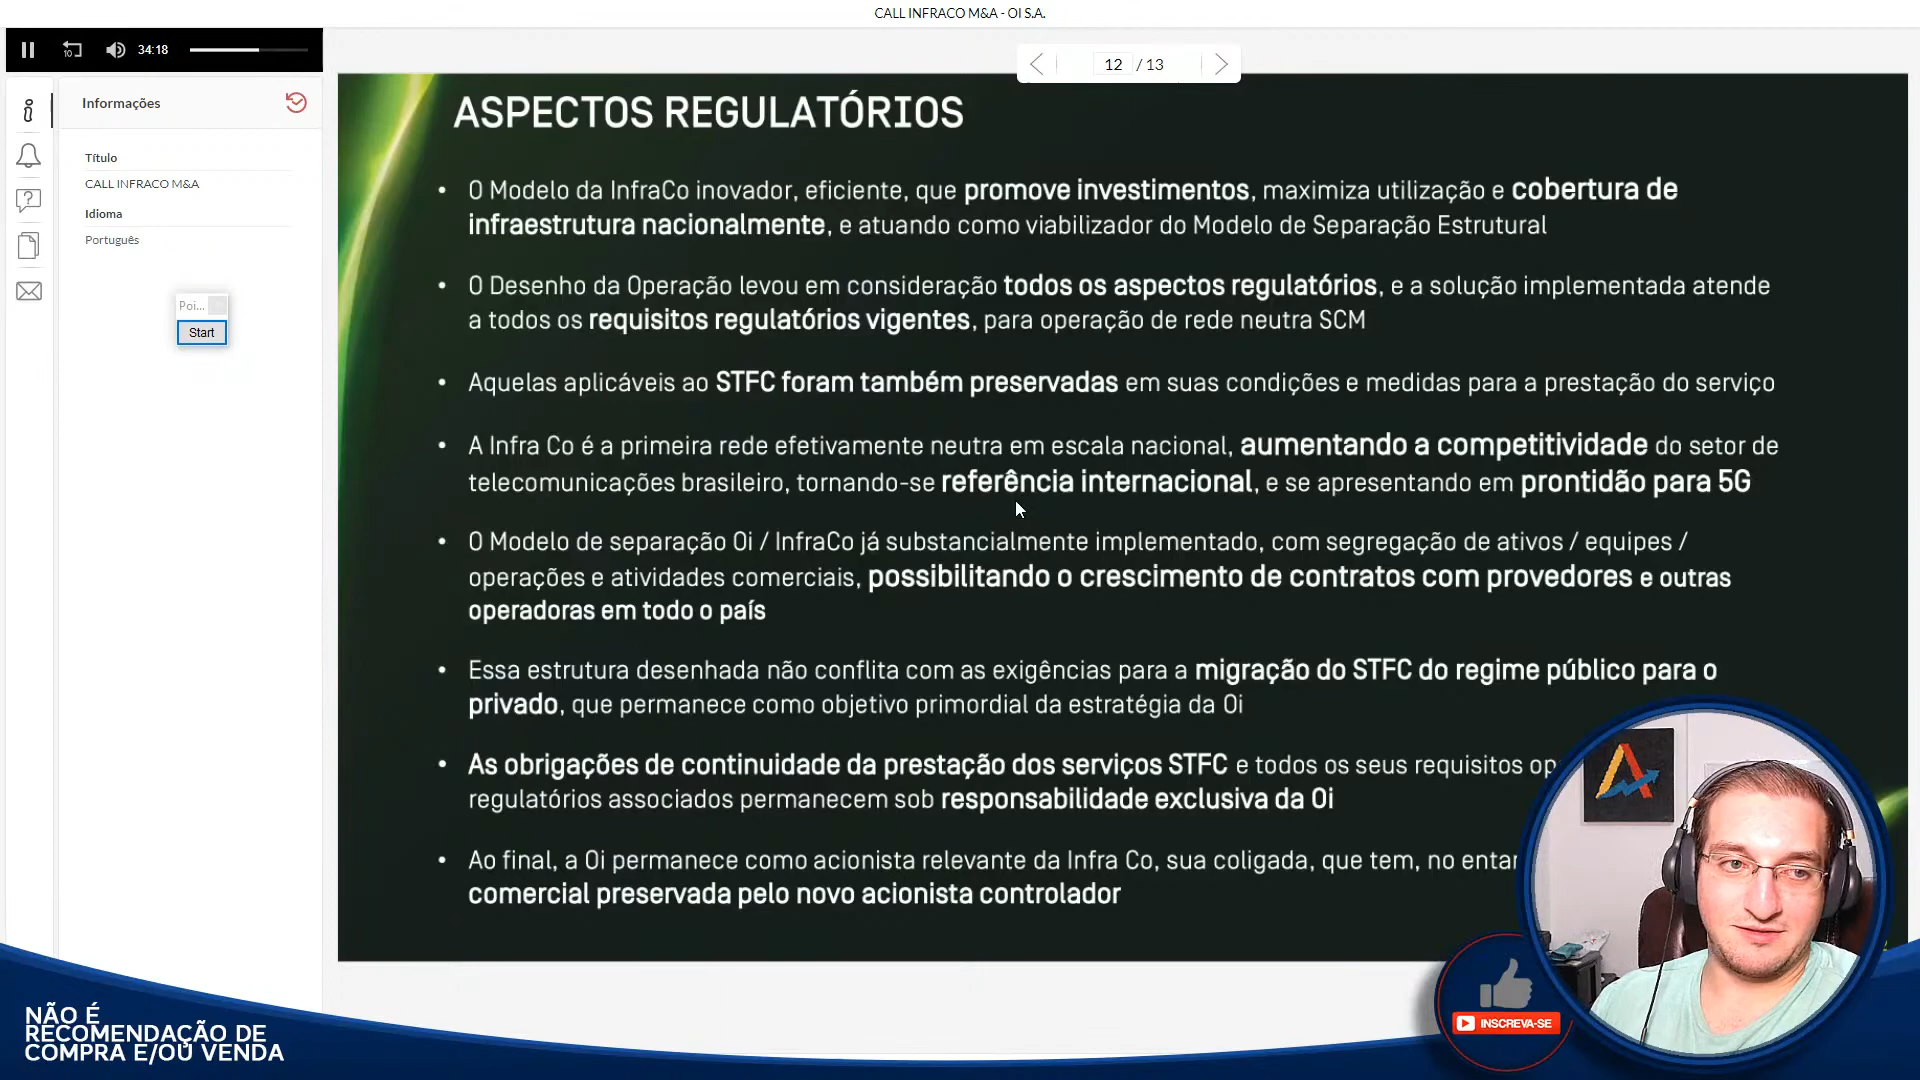 CALL INFRACO M&A - OI S.A.
10
34:18
12 / 13
Informações
Título
CALL INFRACO M&A
Idioma
Português
Poi...
Start
ASPECTOS REGULATÓRIOS
• O Modelo da InfraCo inovador, eficiente, que promove investimentos, maximiza utilização e cobertura de
infraestrutura nacionalmente, e atuando como viabilizador do Modelo de Separação Estrutural
• O Desenho da Operação levou em consideração todos os aspectos regulatórios, e a solução implementada atende
a todos os requisitos regulatórios vigentes, para operação de rede neutra SCM
• Aquelas aplicáveis ao STFC foram também preservadas em suas condições e medidas para a prestação do serviço
• A Infra Co é a primeira rede efetivamente neutra em escala nacional, aumentando a competitividade do setor de
telecomunicações brasileiro, tornando-se referência internacional, e se apresentando em prontidão para 5G
• O Modelo de separação Oi / InfraCo já substancialmente implementado, com segregação de ativos / equipes /
operações e atividades comerciais, possibilitando o crescimento de contratos com provedores e outras
operadoras em todo o país
• Essa estrutura desenhada não conflita com as exigências para a migração do STFC do regime público para o
privado, que permanece como objetivo primordial da estratégia da Oi
• As obrigações de continuidade da prestação dos serviços STFC e todos os seus requisitos
regulatórios associados permanecem sob responsabilidade exclusiva da Oi
• Ao final, a Oi permanece como acionista relevante da Infra Co, sua coligada, que tem, no
comercial preservada pelo novo acionista controlador
NÃO É
RECOMENDAÇÃO DE
COMPRA E/OU VENDA
INSCREVA-SE